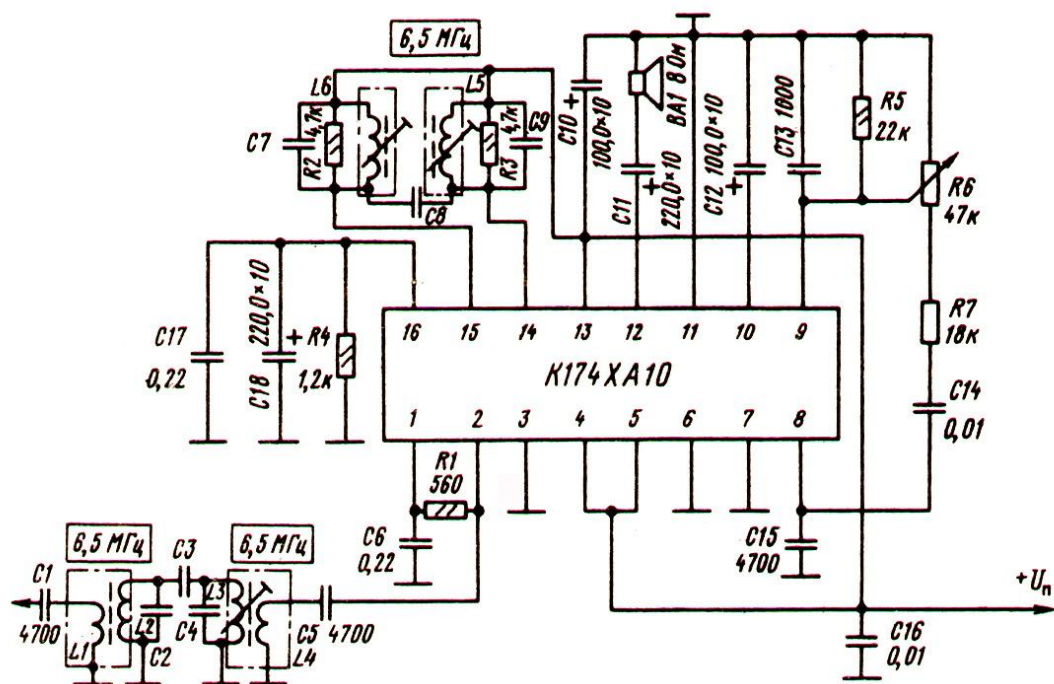 6,5 МГц
L6
L5
C7
4,7к
R2
4,7к
R3
C9
C8
C10
+
100,0×10
BA1 8 Ом
C11
+
220,0×10
C12
+
100,0×10
C13 1800
R5
22к
R6
47к
R7
18к
C14
0,01
C17
0,22
C18
220,0×10
+
R4
1,2к
16 15 14 13 12 11 10 9
К174ХА10
1 2 3 4 5 6 7 8
R1
560
C6
0,22
C15
4700
6,5 МГц
C3
6,5 МГц
C1
4700
L1
L2
C2
C4
L3
L4
C5 4700
+Uп
C16
0,01